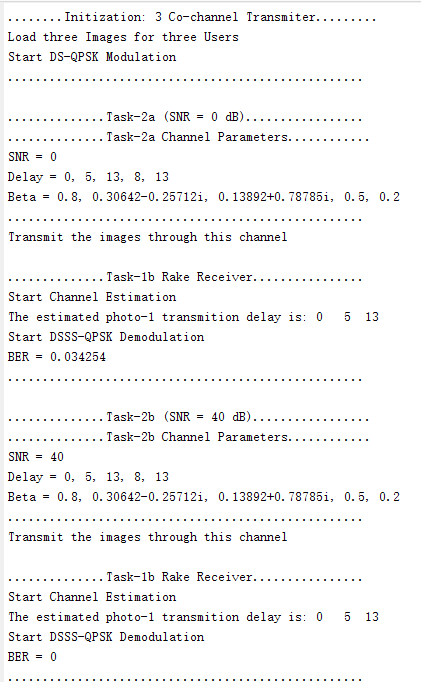 ........Initization: 3 Co-channel Transmiter.........
Load three Images for three Users
Start DS-QPSK Modulation
...................................................
..............Task-2a (SNR = 0 dB).................
..............Task-2a Channel Parameters............
SNR = 0
Delay = 0, 5, 13, 8, 13
Beta = 0.8, 0.30642-0.25712i, 0.13892+0.78785i, 0.5, 0.2
...................................................
Transmit the images through this channel
..............Task-1b Rake Receiver................
Start Channel Estimation
The estimated photo-1 transmition delay is: 0   5  13
Start DSSS-QPSK Demodulation
BER = 0.034254
...................................................
..............Task-2b (SNR = 40 dB).................
..............Task-2b Channel Parameters............
SNR = 40
Delay = 0, 5, 13, 8, 13
Beta = 0.8, 0.30642-0.25712i, 0.13892+0.78785i, 0.5, 0.2
...................................................
Transmit the images through this channel
..............Task-1b Rake Receiver................
Start Channel Estimation
The estimated photo-1 transmition delay is: 0   5  13
Start DSSS-QPSK Demodulation
BER = 0
...................................................